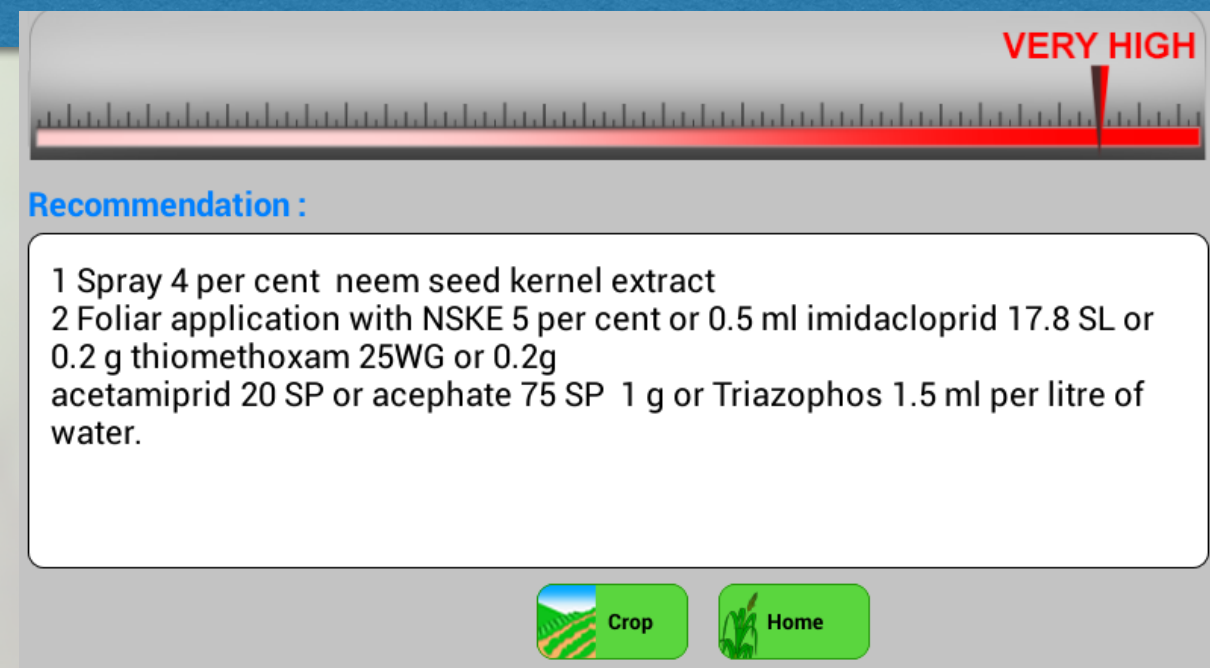 VERY HIGH
Recommendation :
1 Spray 4 per cent  neem seed kernel extract
2 Foliar application with NSKE 5 per cent or 0.5 ml imidacloprid 17.8 SL or
0.2 g thiomethoxam 25WG or 0.2g
acetamiprid 20 SP or acephate 75 SP  1 g or Triazophos 1.5 ml per litre of
water.
Crop
Home